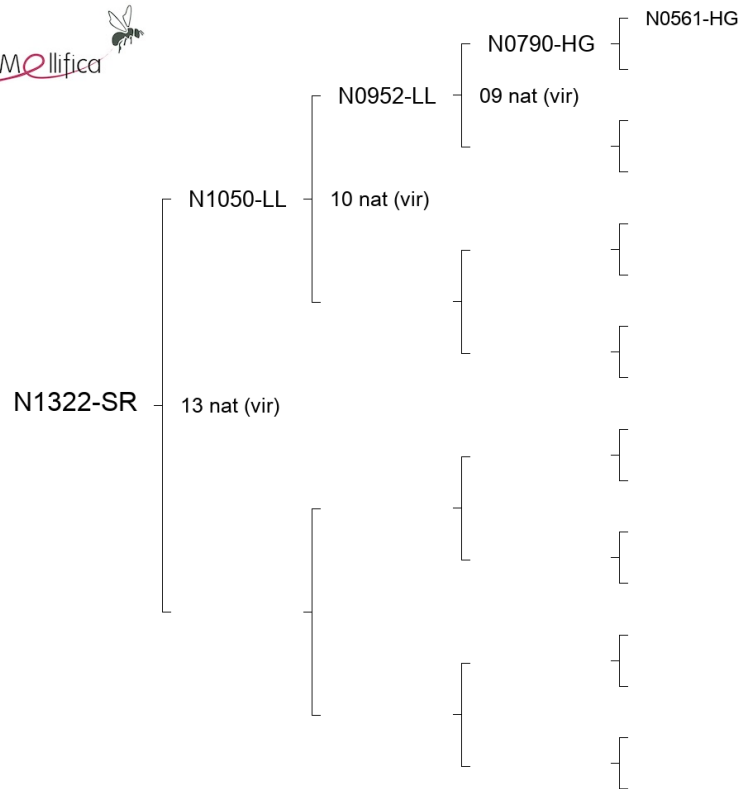 Mellifica
N0561-HG
N0790-HG
N0952-LL
09 nat (vir)
N1050-LL
10 nat (vir)
N1322-SR
13 nat (vir)